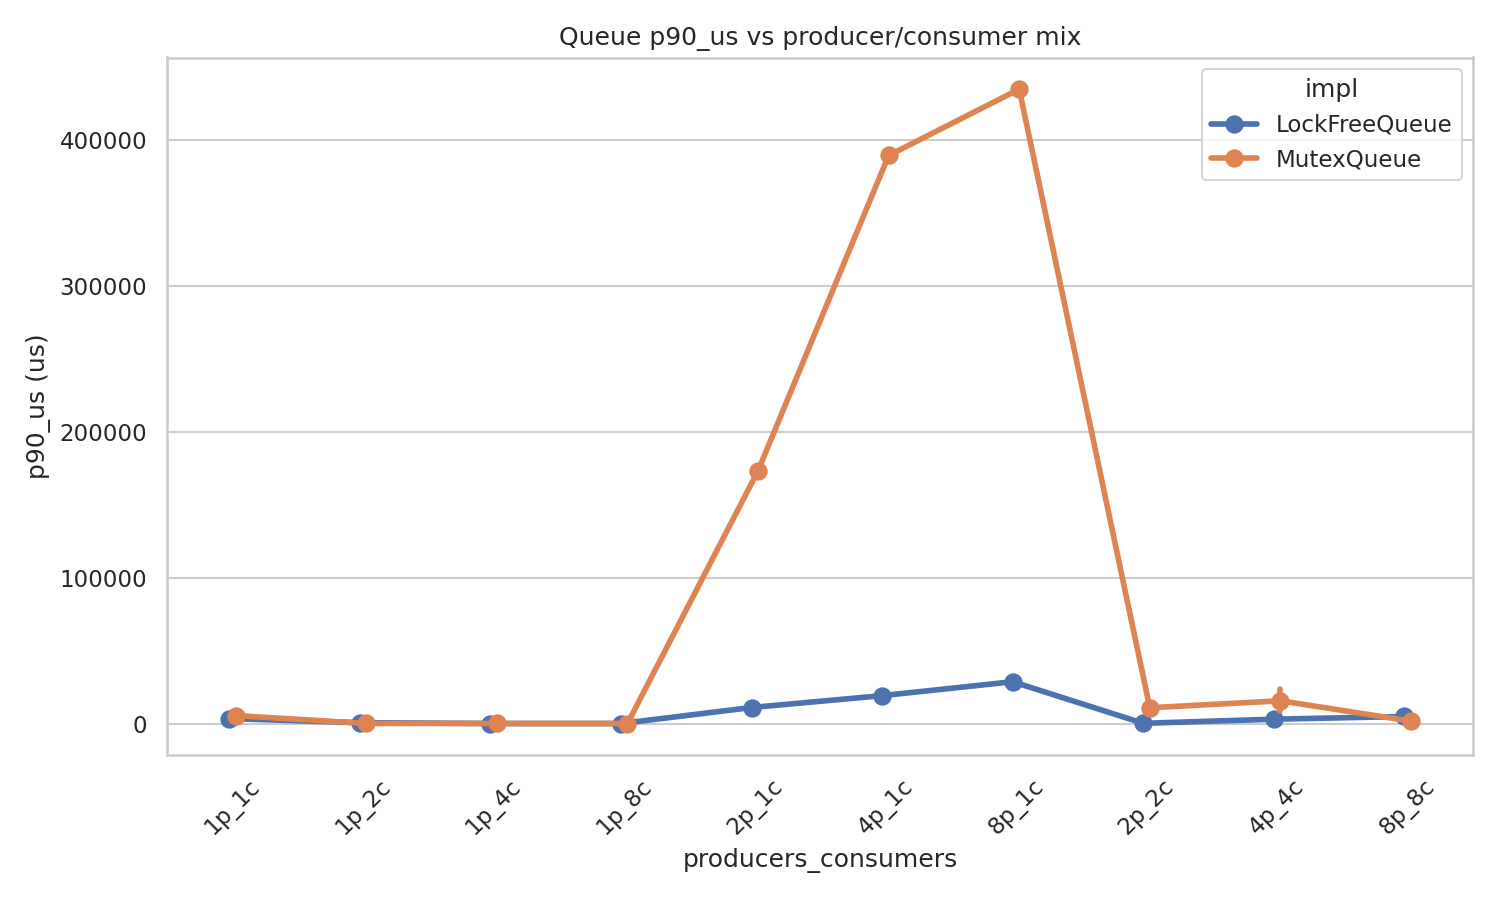 Queue p90_us vs producer/consumer mix
impl
LockFreeQueue
MutexQueue
p90_us (us)
400000
300000
200000
100000
0
1p_1c
1p_2c
1p_4c
1p_8c
2p_1c
4p_1c
8p_1c
2p_2c
4p_4c
8p_8c
producers_consumers